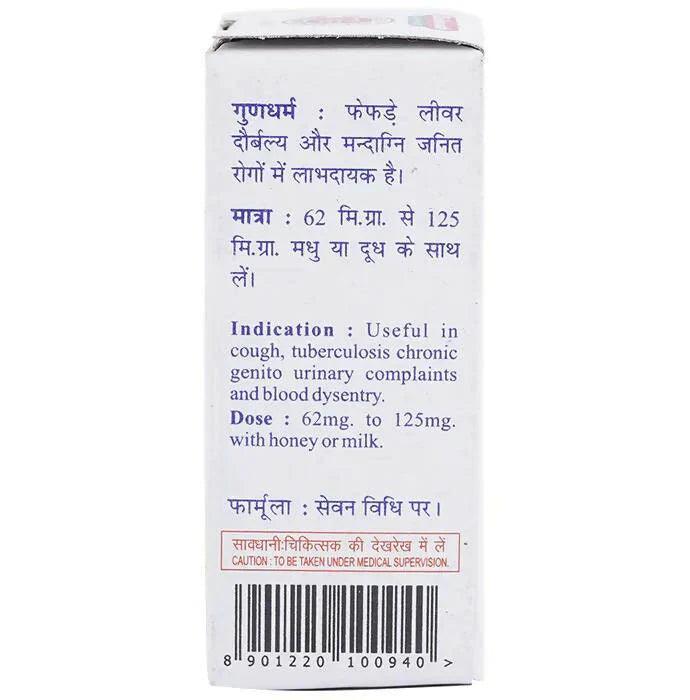 गुणधर्म : फेफड़े लीवर
दौर्बल्य और मन्दाग्नि जनित
रोगों में लाभदायक है।
मात्रा : 62 मि.ग्रा. से 125
मि.ग्रा. मधु या दूध के साथ
लें।
Indication : Useful in
cough, tuberculosis chronic
genito urinary complaints
and blood dysentry.
Dose : 62mg. to 125mg.
with honey or milk.
फार्मूला : सेवन विधि पर।
सावधानी:चिकित्सक की देखरेख में लें
CAUTION : TO BE TAKEN UNDER MEDICAL SUPERVISION.
8 901220 100940 >